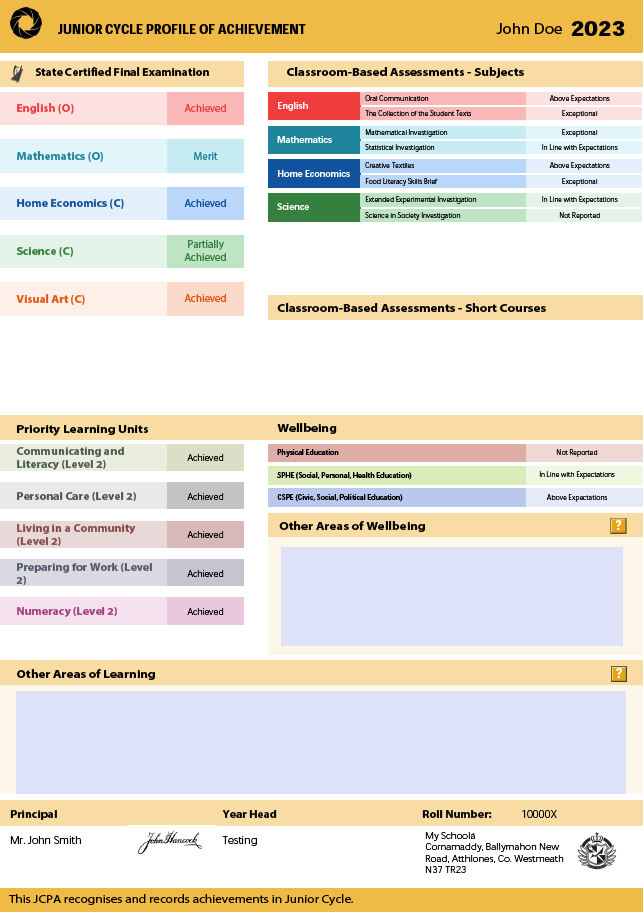 JUNIOR CYCLE PROFILE OF ACHIEVEMENT
John Doe 2023
State Certified Final Examination
English (O) Achieved
Mathematics (O) Merit
Home Economics (C) Achieved
Science (C) Partially
Achieved
Visual Art (C) Achieved
Classroom-Based Assessments - Subjects
English
Oral Communication Above Expectations
The Collection of the Student Texts Exceptional
Mathematics
Mathematical Investigation Exceptional
Statistical Investigation In Line with Expectations
Home Economics
Creative Textiles Above Expectations
Food Literacy Skills Brief Exceptional
Science
Extended Experimental Investigation In Line with Expectations
Science in Society Investigation Not Reported
Classroom-Based Assessments - Short Courses
Priority Learning Units
Communicating and
Literacy (Level 2) Achieved
Personal Care (Level 2) Achieved
Living in a Community
(Level 2) Achieved
Preparing for Work (Level
2) Achieved
Numeracy (Level 2) Achieved
Wellbeing
Physical Education Not Reported
SPHE (Social, Personal, Health Education) In Line with Expectations
CSPE (Civic, Social, Political Education) Above Expectations
Other Areas of Wellbeing ?
Other Areas of Learning ?
Principal Year Head Roll Number: 10000X
Mr. John Smith John Hancock Testing
My Schoolá
Cornamaddy, Ballymahon New
Road, Atthlones, Co. Westmeath
N37 TR23
This JCPA recognises and records achievements in Junior Cycle.